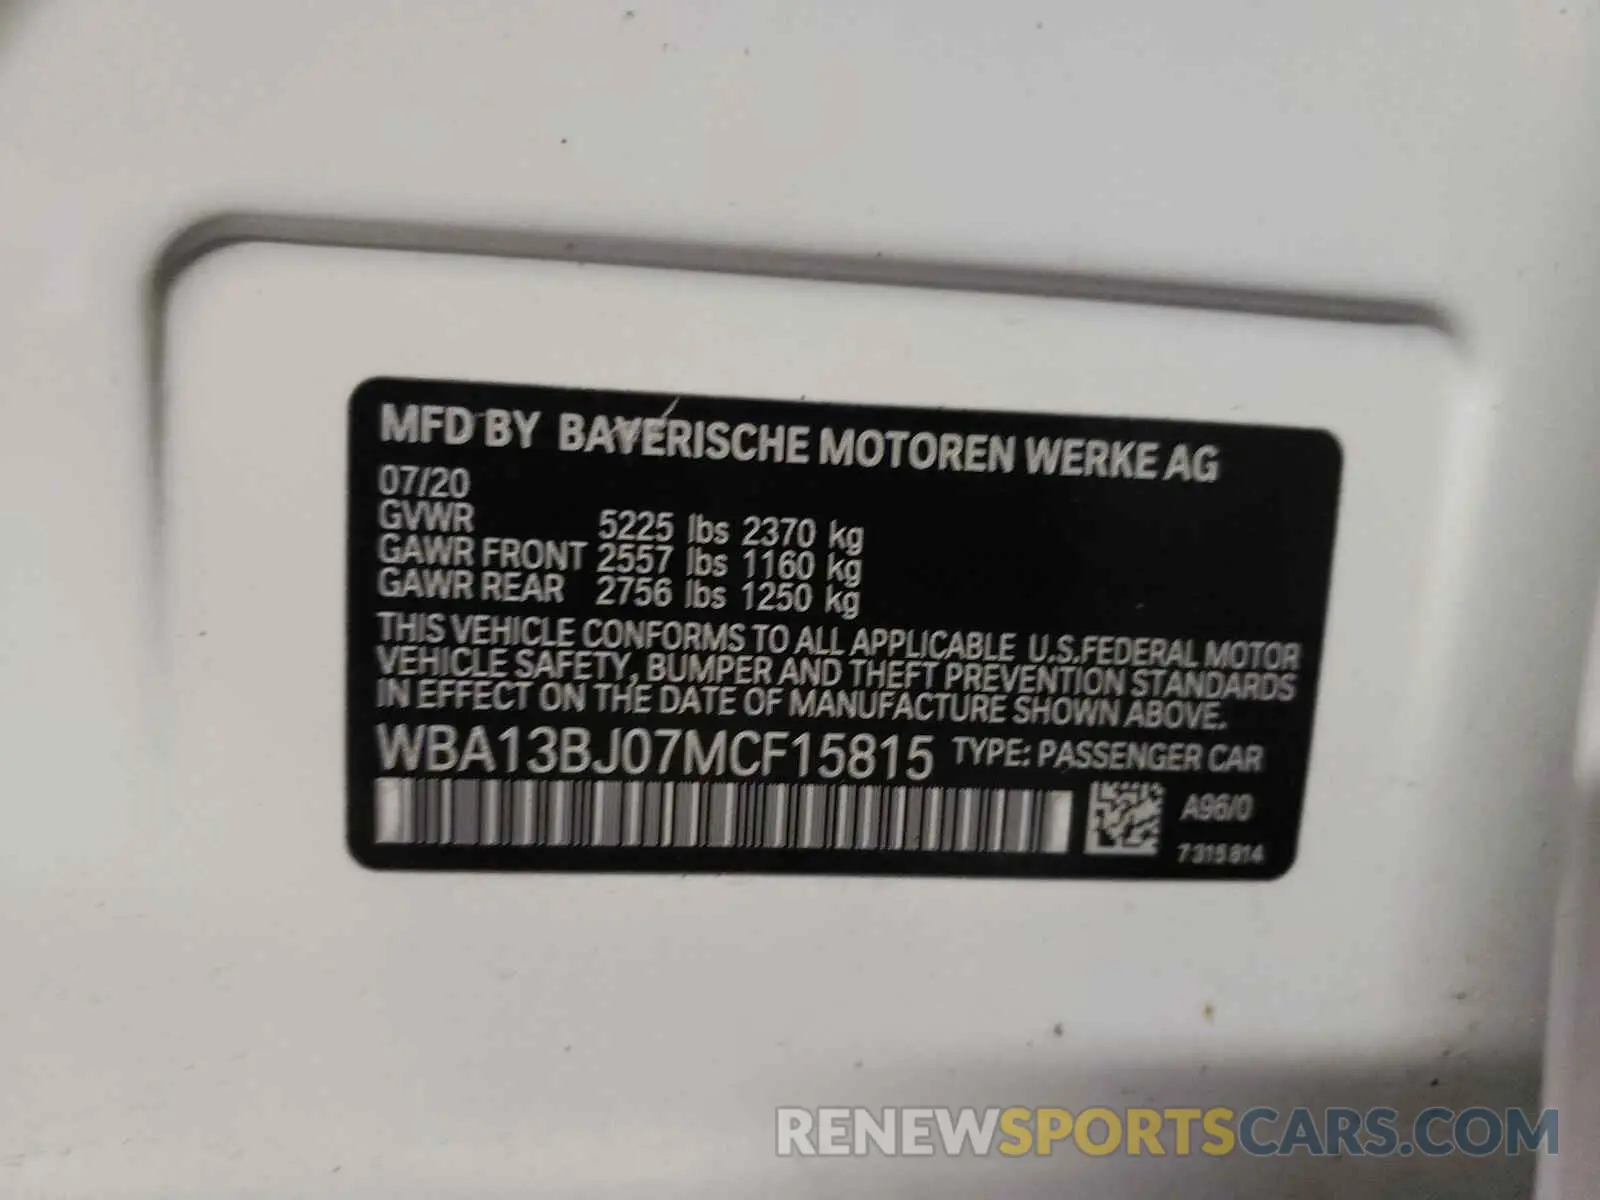 MFD BY BAYERISCHE MOTOREN WERKE AG
07/20
GVWR 5225 lbs 2370 kg
GAWR FRONT 2557 lbs 1160 kg
GAWR REAR 2756 lbs 1250 kg
THIS VEHICLE CONFORMS TO ALL APPLICABLE U.S.FEDERAL MOTOR
VEHICLE SAFETY, BUMPER AND THEFT PREVENTION STANDARDS
IN EFFECT ON THE DATE OF MANUFACTURE SHOWN ABOVE.
WBA13BJ07MCF15815 TYPE: PASSENGER CAR
A96/0
7315814
RENEWSPORTSCARS.COM